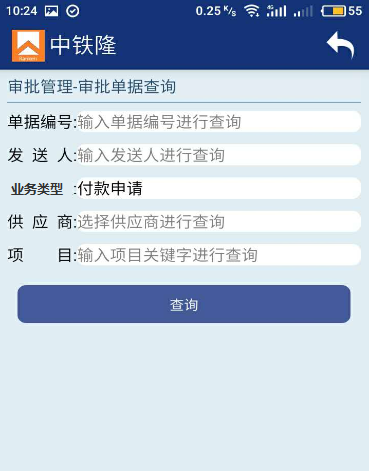 10:24 0.25 K/s 4G 55
中铁隆
审批管理-审批单据查询
单据编号:输入单据编号进行查询
发 送 人:输入发送人进行查询
业务类型 :付款申请
供 应 商:选择供应商进行查询
项 目:输入项目关键字进行查询
查询